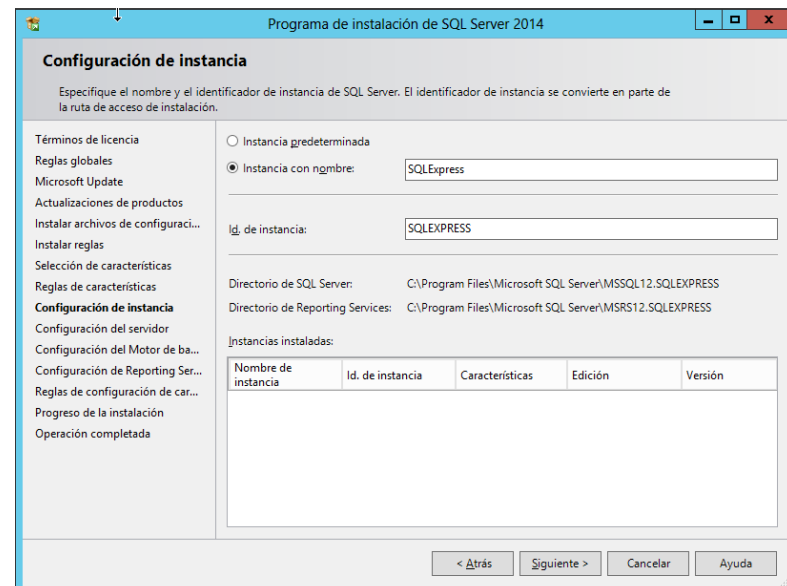 Programa de instalación de SQL Server 2014
Configuración de instancia
Especifique el nombre y el identificador de instancia de SQL Server. El identificador de instancia se convierte en parte de
la ruta de acceso de instalación.
Términos de licencia
Reglas globales
Microsoft Update
Actualizaciones de productos
Instalar archivos de configuraci...
Instalar reglas
Selección de características
Reglas de características
Configuración de instancia
Configuración del servidor
Configuración del Motor de ba...
Configuración de Reporting Ser...
Reglas de configuración de car...
Progreso de la instalación
Operación completada
Instancia predeterminada
Instancia con nombre: SQLExpress
Id. de instancia: SQLEXPRESS
Directorio de SQL Server: C:\Program Files\Microsoft SQL Server\MSSQL12.SQLEXPRESS
Directorio de Reporting Services: C:\Program Files\Microsoft SQL Server\MSRS12.SQLEXPRESS
Instancias instaladas:
Nombre de instancia Id. de instancia Características Edición Versión
< Atrás Siguiente > Cancelar Ayuda